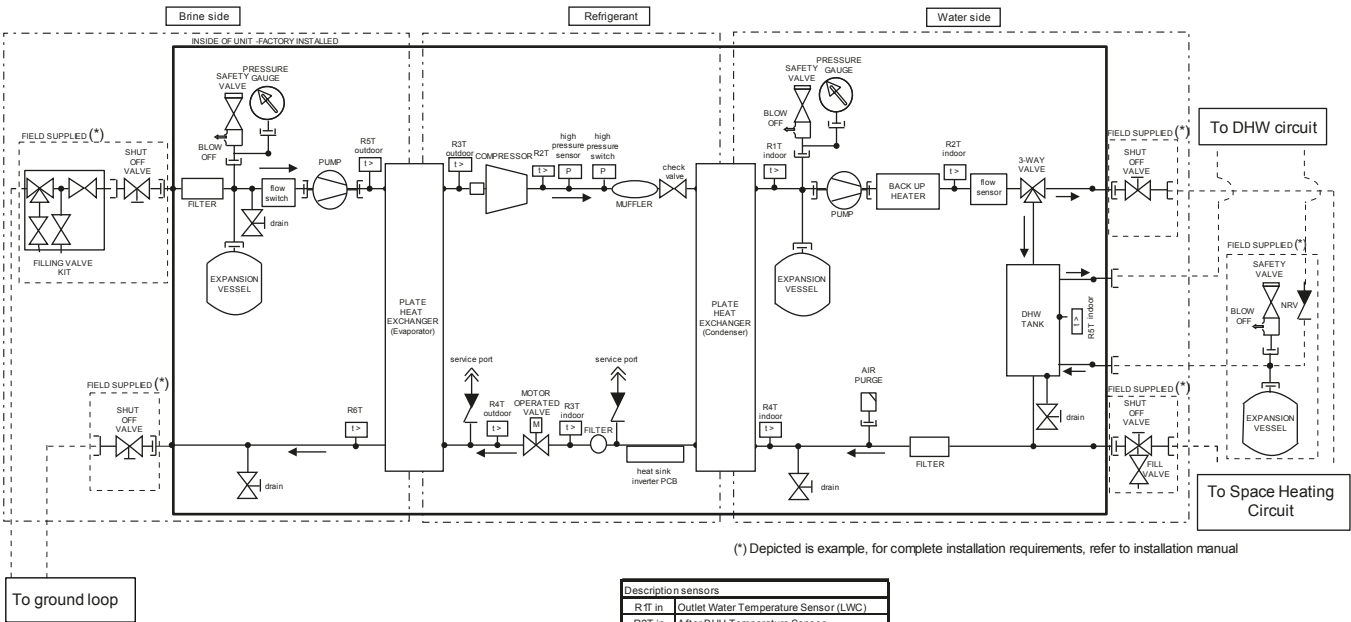 Brine side
Refrigerant
Water side
INSIDE OF UNIT -FACTORY INSTALLED
SAFETY
VALVE
PRESSURE
GAUGE
BLOW
OFF
FIELD SUPPLIED (*)
SHUT
OFF
VALVE
FILLING VALVE
KIT
FILTER
flow
switch
drain
EXPANSION
VESSEL
PUMP
R5T
outdoor
t >
PLATE
HEAT
EXCHANGER
(Evaporator)
R3T
outdoor
t >
COMPRESSOR
R2T
t >
high
pressure
sensor
P
high
pressure
switch
P
MUFFLER
check
valve
PLATE
HEAT
EXCHANGER
(Condenser)
R1T
indoor
t >
SAFETY
VALVE
PRESSURE
GAUGE
BLOW
OFF
EXPANSION
VESSEL
PUMP
BACK UP
HEATER
R2T
indoor
t >
flow
sensor
3-WAY
VALVE
FIELD SUPPLIED (*)
SHUT
OFF
VALVE
To DHW circuit
DHW
TANK
t >
R5T indoor
FIELD SUPPLIED (*)
SAFETY
VALVE
NRV
BLOW
OFF
EXPANSION
VESSEL
FIELD SUPPLIED (*)
SHUT
OFF
VALVE
R6T
t >
drain
service port
R4T
outdoor
t >
MOTOR
OPERATED
VALVE
M
R3T
indoor
t >
FILTER
service port
heat sink
inverter PCB
R4T
indoor
t >
drain
AIR
PURGE
FILTER
drain
FIELD SUPPLIED (*)
SHUT
OFF
VALVE
FILL
VALVE
To Space Heating
Circuit
(*) Depicted is example, for complete installation requirements, refer to installation manual
To ground loop
Description sensors
R1T in Outlet Water Temperature Sensor (LWC)